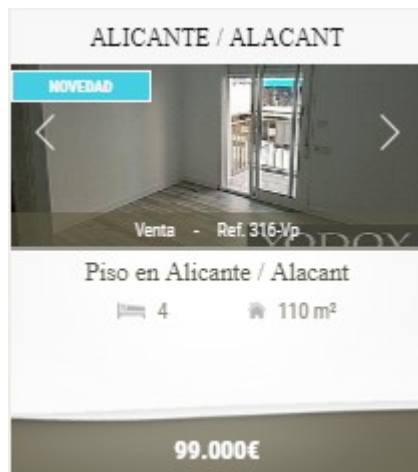 ALICANTE / ALACANT
NOVEDAD
Venta - Ref. 316-Vp
Piso en Alicante / Alacant
4 110 m²
99.000€